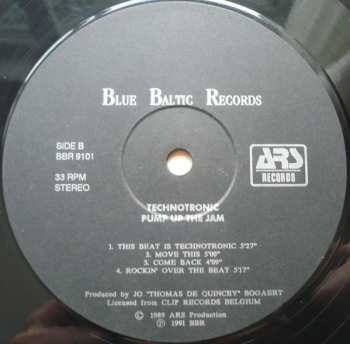 BLUE BALTIC RECORDS
SIDE B
BBR 9101
33 RPM
STEREO
ARS
RECORDS
TECHNOTRONIC
PUMP UP THE JAM
1. THIS BEAT IS TECHNOTRONIC 3'27"
2. MOVE THIS 5'00"
3. COME BACK 4'09"
4. ROCKIN' OVER THE BEAT 5'17"
Produced by JO "THOMAS DE QUINCEY" BOGAERT
Licensed from CLIP RECORDS BELGIUM
© 1989 ARS Production
℗ 1991 BBR